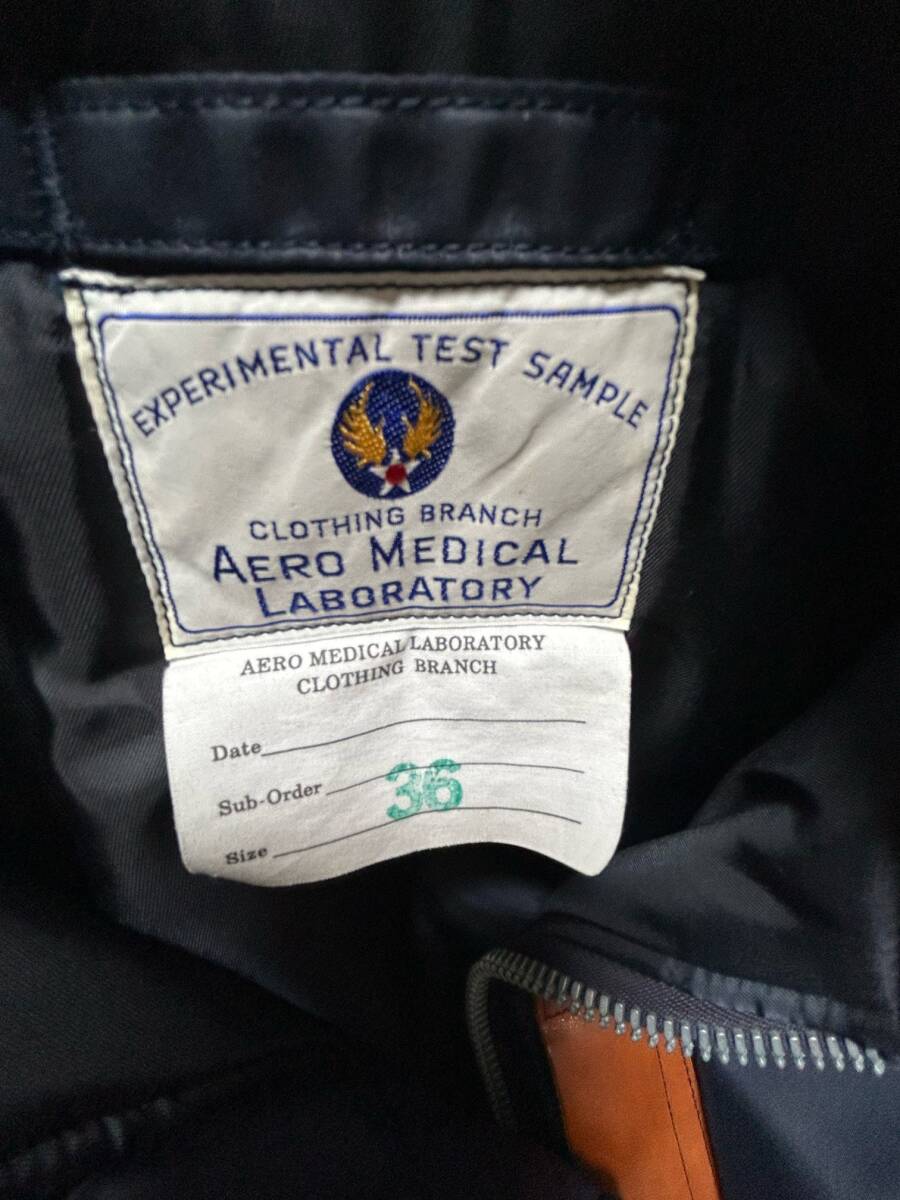 EXPERIMENTAL TEST SAMPLE
CLOTHING BRANCH
AERO MEDICAL
LABORATORY
AERO MEDICAL LABORATORY
CLOTHING BRANCH
Date
Sub-Order
36
Size